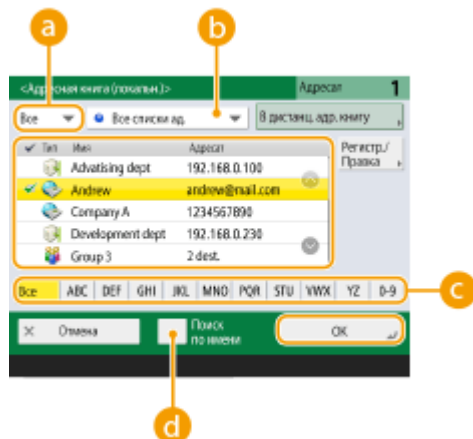 a
b
<Адресная книга (локальн.)>
Адресат
1
Все
Все списки ад.
В дистанц. адр. книгу
Тип Имя Адресат
Регистр./
Правка
Advatising dept 192.168.0.100
Andrew andrew@mail.com
Company A 1234567890
Development dept 192.168.0.230
Group 3 2 dest.
Все ABC DEF GHI JKL MNO PQR STU VWX YZ 0-9
c
× Отмена
Поиск
по имени
OK
d